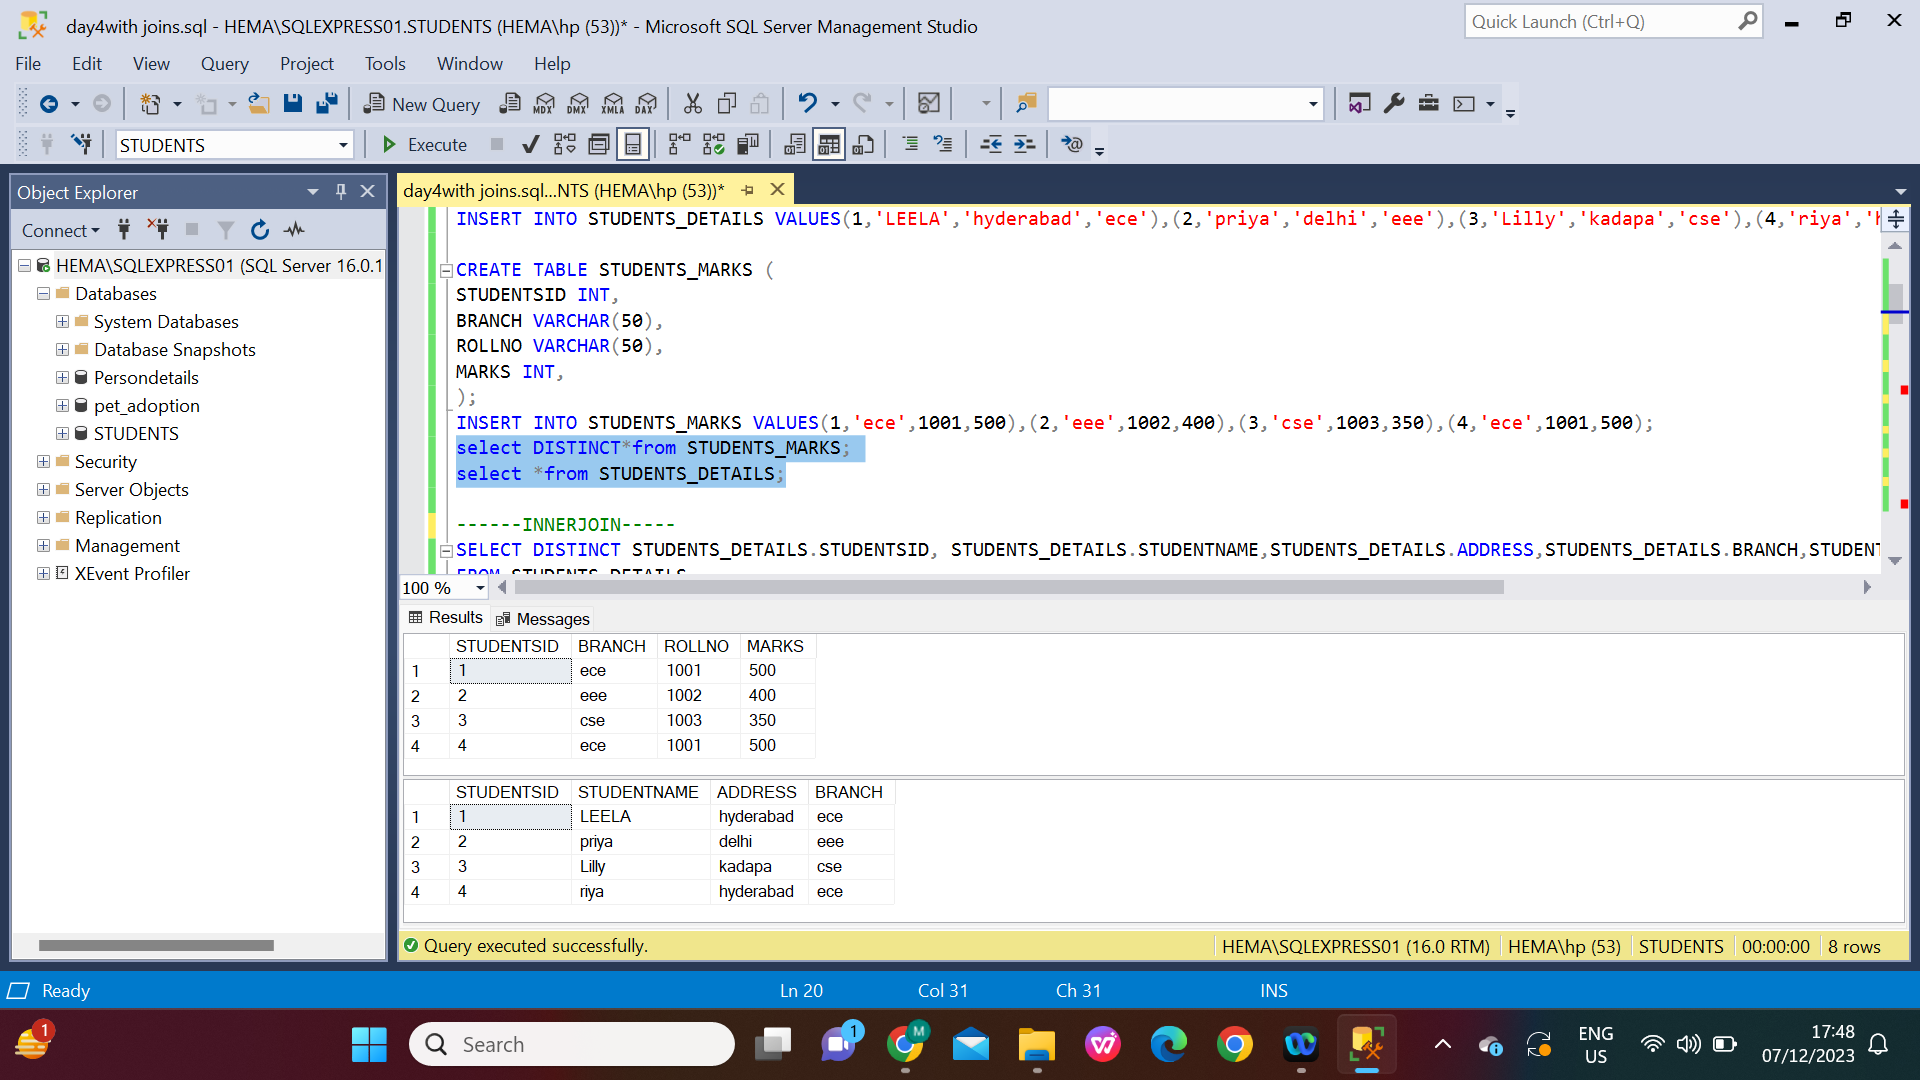 day4with joins.sql - HEMA\SQLEXPRESS01.STUDENTS (HEMA\hp (53))* - Microsoft SQL Server Management Studio
Quick Launch (Ctrl+Q)
File Edit View Query Project Tools Window Help
New Query MDX DMX XMLA DAX
STUDENTS Execute
Object Explorer
Connect
HEMA\SQLEXPRESS01 (SQL Server 16.0.1
Databases
System Databases
Database Snapshots
Persondetails
pet_adoption
STUDENTS
Security
Server Objects
Replication
Management
XEvent Profiler
day4with joins.sql...NTS (HEMA\hp (53))*
INSERT INTO STUDENTS_DETAILS VALUES(1,'LEELA','hyderabad','ece'),(2,'priya','delhi','eee'),(3,'Lilly','kadapa','cse'),(4,'riya','h
CREATE TABLE STUDENTS_MARKS (
STUDENTSID INT,
BRANCH VARCHAR(50),
ROLLNO VARCHAR(50),
MARKS INT,
);
INSERT INTO STUDENTS_MARKS VALUES(1,'ece',1001,500),(2,'eee',1002,400),(3,'cse',1003,350),(4,'ece',1001,500);
select DISTINCT*from STUDENTS_MARKS;
select *from STUDENTS_DETAILS;
------INNERJOIN-----
SELECT DISTINCT STUDENTS_DETAILS.STUDENTSID, STUDENTS_DETAILS.STUDENTNAME,STUDENTS_DETAILS.ADDRESS,STUDENTS_DETAILS.BRANCH,STUDENT
FROM STUDENTS_DETAILS
100 %
Results Messages
STUDENTSID BRANCH ROLLNO MARKS
1 1 ece 1001 500
2 2 eee 1002 400
3 3 cse 1003 350
4 4 ece 1001 500
STUDENTSID STUDENTNAME ADDRESS BRANCH
1 1 LEELA hyderabad ece
2 2 priya delhi eee
3 3 Lilly kadapa cse
4 4 riya hyderabad ece
Query executed successfully. HEMA\SQLEXPRESS01 (16.0 RTM) HEMA\hp (53) STUDENTS 00:00:00 8 rows
Ready Ln 20 Col 31 Ch 31 INS
1 Search 1 M ENG US 17:48 07/12/2023